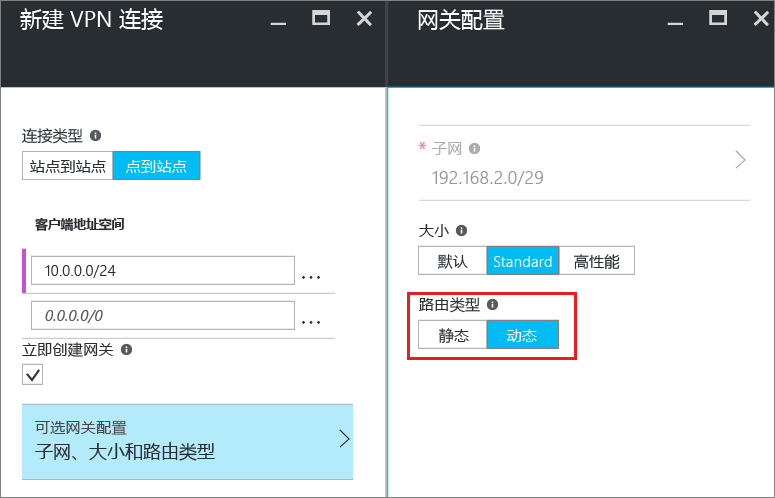 新建 VPN 连接
连接类型
站点到站点 点到站点
客户端地址空间
10.0.0.0/24 ...
0.0.0.0/0 ...
立即创建网关
可选网关配置
子网、大小和路由类型
网关配置
* 子网
192.168.2.0/29
大小
默认 Standard 高性能
路由类型
静态 动态